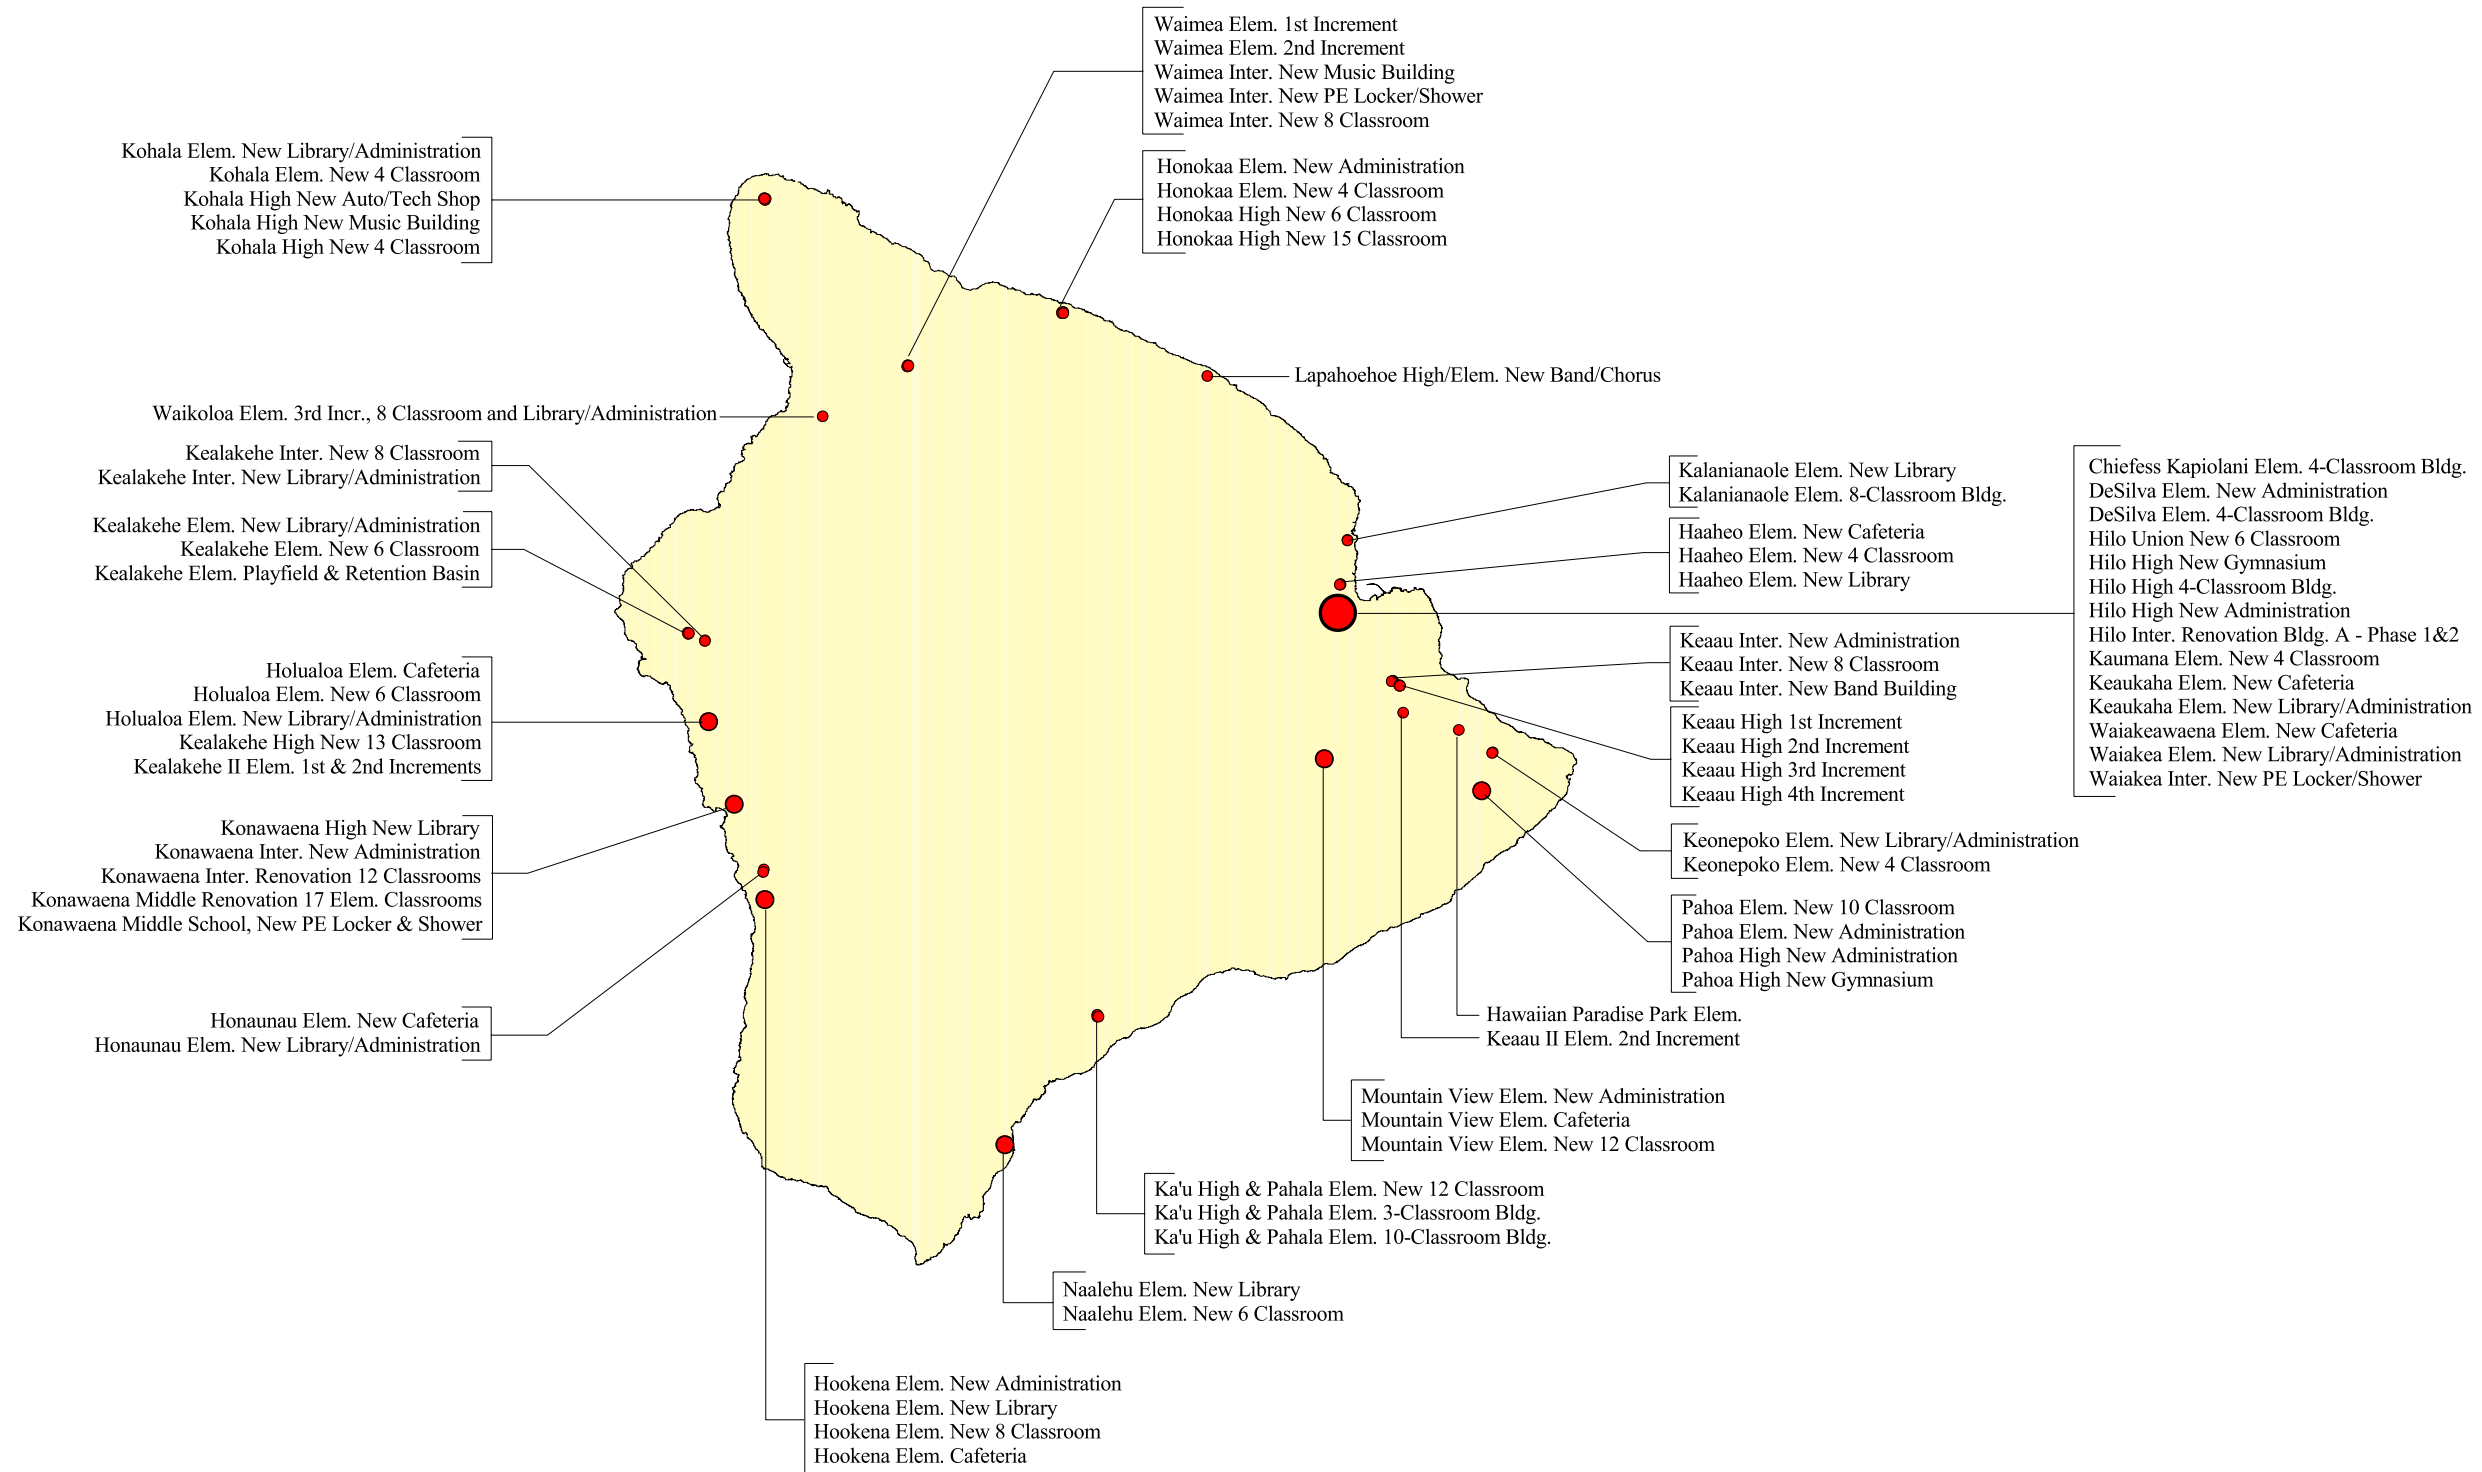 Waimea Elem. 1st Increment
Waimea Elem. 2nd Increment
Waimea Inter. New Music Building
Waimea Inter. New PE Locker/Shower
Waimea Inter. New 8 Classroom
Kohala Elem. New Library/Administration
Kohala Elem. New 4 Classroom
Kohala High New Auto/Tech Shop
Kohala High New Music Building
Kohala High New 4 Classroom
Honokaa Elem. New Administration
Honokaa Elem. New 4 Classroom
Honokaa High New 6 Classroom
Honokaa High New 15 Classroom
Lapahoehoe High/Elem. New Band/Chorus
Waikoloa Elem. 3rd Incr., 8 Classroom and Library/Administration
Kealakehe Inter. New 8 Classroom
Kealakehe Inter. New Library/Administration
Kealakehe Elem. New Library/Administration
Kealakehe Elem. New 6 Classroom
Kealakehe Elem. Playfield & Retention Basin
Holualoa Elem. Cafeteria
Holualoa Elem. New 6 Classroom
Holualoa Elem. New Library/Administration
Kealakehe High New 13 Classroom
Kealakehe II Elem. 1st & 2nd Increments
Konawaena High New Library
Konawaena Inter. New Administration
Konawaena Inter. Renovation 12 Classrooms
Konawaena Middle Renovation 17 Elem. Classrooms
Konawaena Middle School, New PE Locker & Shower
Honaunau Elem. New Cafeteria
Honaunau Elem. New Library/Administration
Kalanianaole Elem. New Library
Kalanianaole Elem. 8-Classroom Bldg.
Haaheo Elem. New Cafeteria
Haaheo Elem. New 4 Classroom
Haaheo Elem. New Library
Chiefess Kapiolani Elem. 4-Classroom Bldg.
DeSilva Elem. New Administration
DeSilva Elem. 4-Classroom Bldg.
Hilo Union New 6 Classroom
Hilo High New Gymnasium
Hilo High 4-Classroom Bldg.
Hilo High New Administration
Hilo Inter. Renovation Bldg. A - Phase 1&2
Kaumana Elem. New 4 Classroom
Keaukaha Elem. New Cafeteria
Keaukaha Elem. New Library/Administration
Waiakeawaena Elem. New Cafeteria
Waiakea Elem. New Library/Administration
Waiakea Inter. New PE Locker/Shower
Keaau Inter. New Administration
Keaau Inter. New 8 Classroom
Keaau Inter. New Band Building
Keaau High 1st Increment
Keaau High 2nd Increment
Keaau High 3rd Increment
Keaau High 4th Increment
Keonepoko Elem. New Library/Administration
Keonepoko Elem. New 4 Classroom
Pahoa Elem. New 10 Classroom
Pahoa Elem. New Administration
Pahoa High New Administration
Pahoa High New Gymnasium
Hawaiian Paradise Park Elem.
Keaau II Elem. 2nd Increment
Mountain View Elem. New Administration
Mountain View Elem. Cafeteria
Mountain View Elem. New 12 Classroom
Ka'u High & Pahala Elem. New 12 Classroom
Ka'u High & Pahala Elem. 3-Classroom Bldg.
Ka'u High & Pahala Elem. 10-Classroom Bldg.
Naalehu Elem. New Library
Naalehu Elem. New 6 Classroom
Hookena Elem. New Administration
Hookena Elem. New Library
Hookena Elem. New 8 Classroom
Hookena Elem. Cafeteria